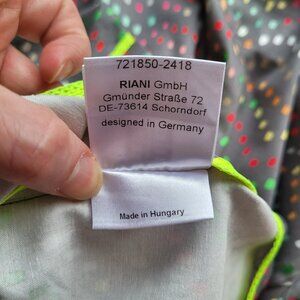 721850-2418
RIANI GmbH
Gmünder Straße 72
DE-73614 Schorndorf
designed in Germany
Made in Hungary